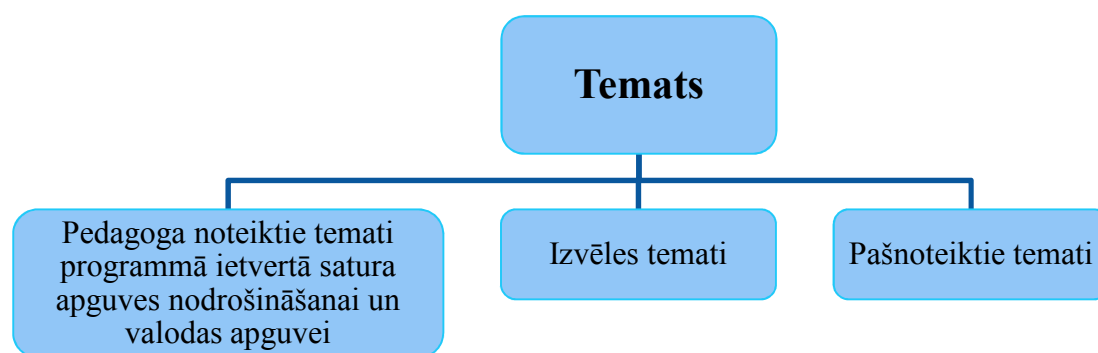 Temats
Pedagoga noteiktie temati
programmā ietvertā satura
apguves nodrošināšanai un
valodas apguvei
Izvēles temati
Pašnoteiktie temati